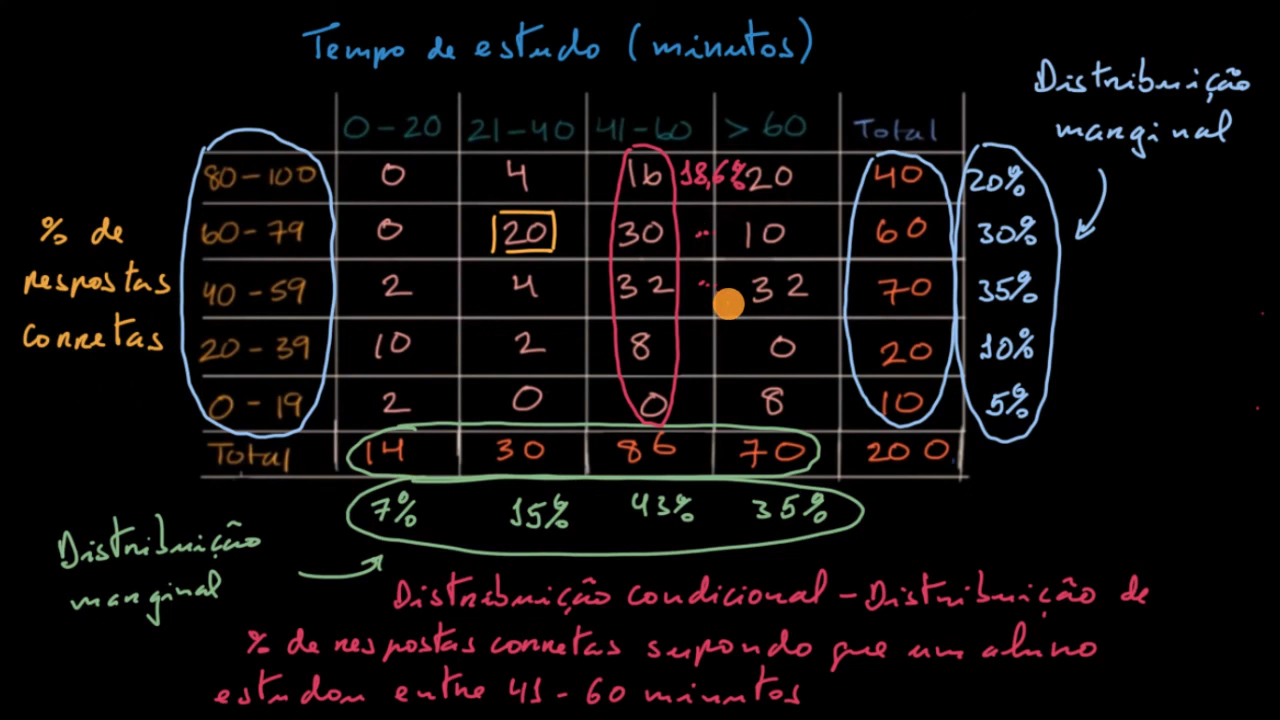 Tempo de estudo (minutos)
Distribuição
marginal
0-20 21-40 41-60 > 60 Total
80-100 0 4 16 18,6% 20 40 20%
60-79 0 20 30 .. 10 60 30%
40-59 2 4 32 .. 32 70 35%
20-39 10 2 8 0 20 10%
0-19 2 0 0 8 10 5%
Total 14 30 86 70 200
% de
respostas
corretas
7% 15% 43% 35%
Distribuição
marginal
Distribuição condicional - Distribuição de
% de respostas corretas supondo que um aluno
estudou entre 41-60 minutos